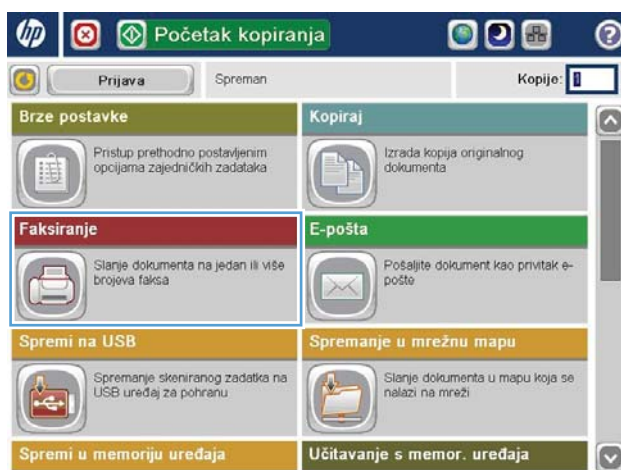 hp
Početak kopiranja
?
Prijava
Spreman
Kopije: 1
Brze postavke
Pristup prethodno postavljenim
opcijama zajedničkih zadataka
Kopiraj
Izrada kopija originalnog
dokumenta
Faksiranje
Slanje dokumenta na jedan ili više
brojeva faksa
E-pošta
Pošaljite dokument kao privitak e-
pošte
Spremi na USB
Spremanje skeniranog zadatka na
USB uređaj za pohranu
Spremanje u mrežnu mapu
Slanje dokumenta u mapu koja se
nalazi na mreži
Spremi u memoriju uređaja
Učitavanje s memor. uređaja